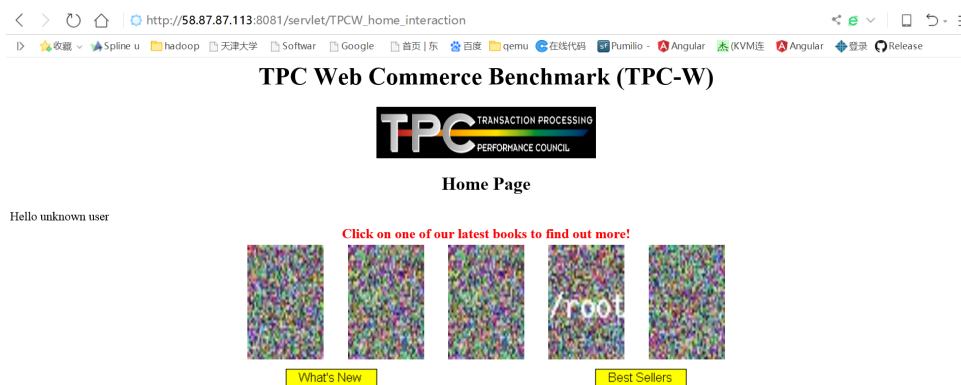 http://58.87.87.113:8081/servlet/TPCW_home_interaction
收藏 Spline u hadoop 天津大学 Softwar Google 首页 | 东 百度 qemu 在线代码 Pumilio - Angular (KVM连 Angular 登录 Release
TPC Web Commerce Benchmark (TPC-W)
TPC TRANSACTION PROCESSING
PERFORMANCE COUNCIL
Home Page
Hello unknown user
Click on one of our latest books to find out more!
/root
What's New Best Sellers